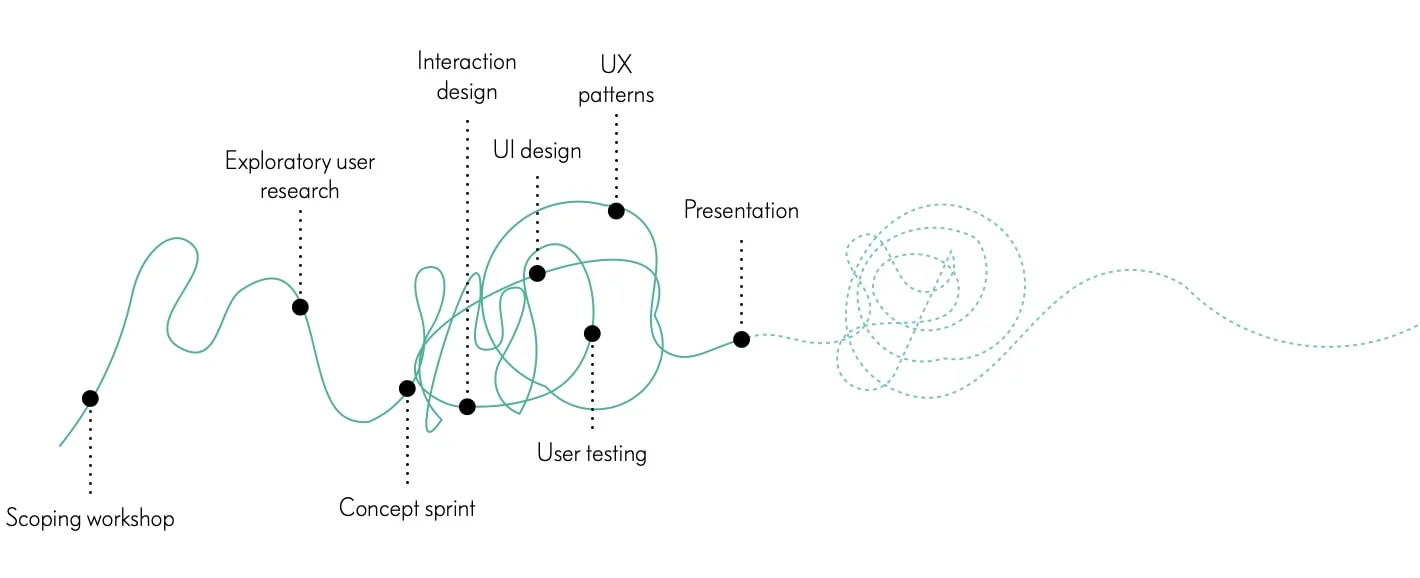 Interaction
design
UX
patterns
UI design
Exploratory user
research
Presentation
User testing
Concept sprint
Scoping workshop